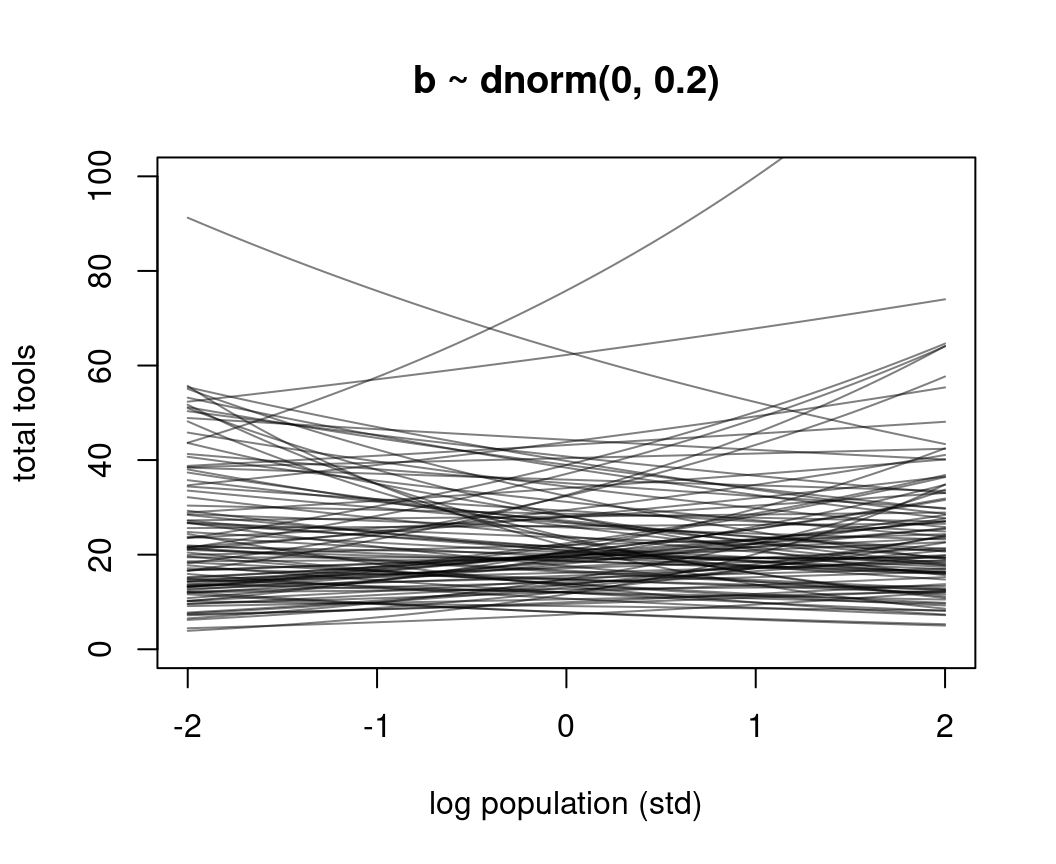 b ~ dnorm(0, 0.2)
100
80
60
40
20
0
total tools
-2 -1 0 1 2
log population (std)